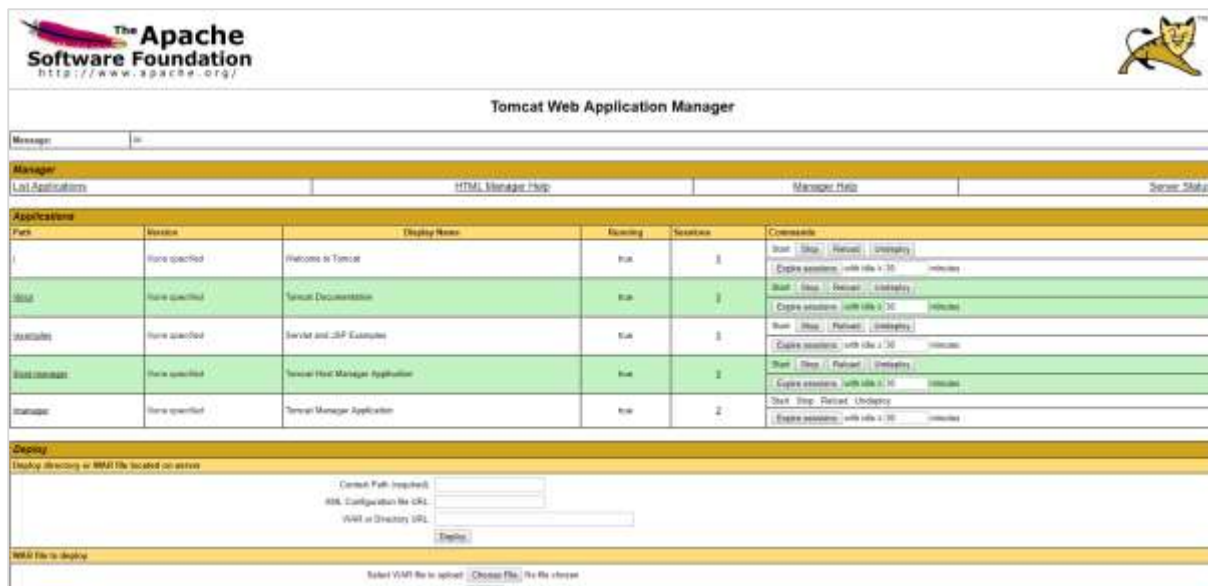 The Apache
Software Foundation
http://www.apache.org/
Tomcat Web Application Manager
Message: OK
Manager
List Applications HTML Manager Help Manager Help Server Status
Applications
Path Version Display Name Running Sessions Commands
/ None specified Welcome to Tomcat true Start Stop Reload Undeploy
Expire sessions with idle ≥ 30 minutes
/docs None specified Tomcat Documentation true Start Stop Reload Undeploy
Expire sessions with idle ≥ 30 minutes
/examples None specified Servlet and JSP Examples true Start Stop Reload Undeploy
Expire sessions with idle ≥ 30 minutes
/host-manager None specified Tomcat Host Manager Application true Start Stop Reload Undeploy
Expire sessions with idle ≥ 30 minutes
/manager None specified Tomcat Manager Application true 2 Start Stop Reload Undeploy
Expire sessions with idle ≥ 30 minutes
Deploy
Deploy directory or WAR file located on server
Context Path (required):
XML Configuration file URL:
WAR or Directory URL:
Deploy
WAR file to deploy
Select WAR file to upload Choose File No file chosen